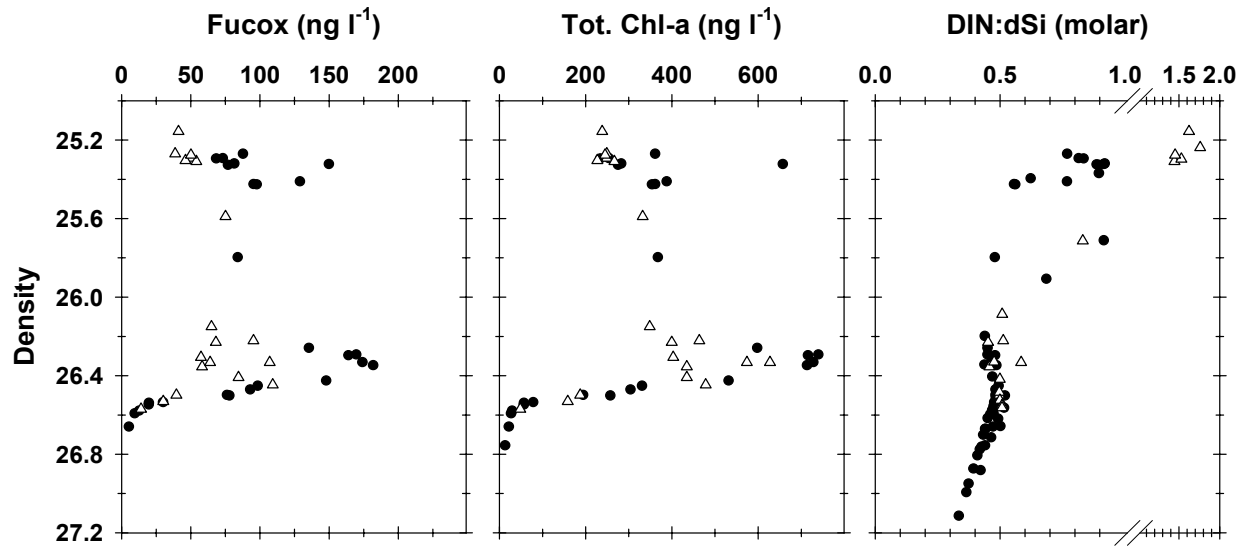 Fucox (ng l⁻¹) Tot. Chl-a (ng l⁻¹) DIN:dSi (molar)
0 50 100 150 200 0 200 400 600 0.0 0.5 1.0 1.5 2.0
25.2
25.6
26.0
26.4
26.8
27.2
Density